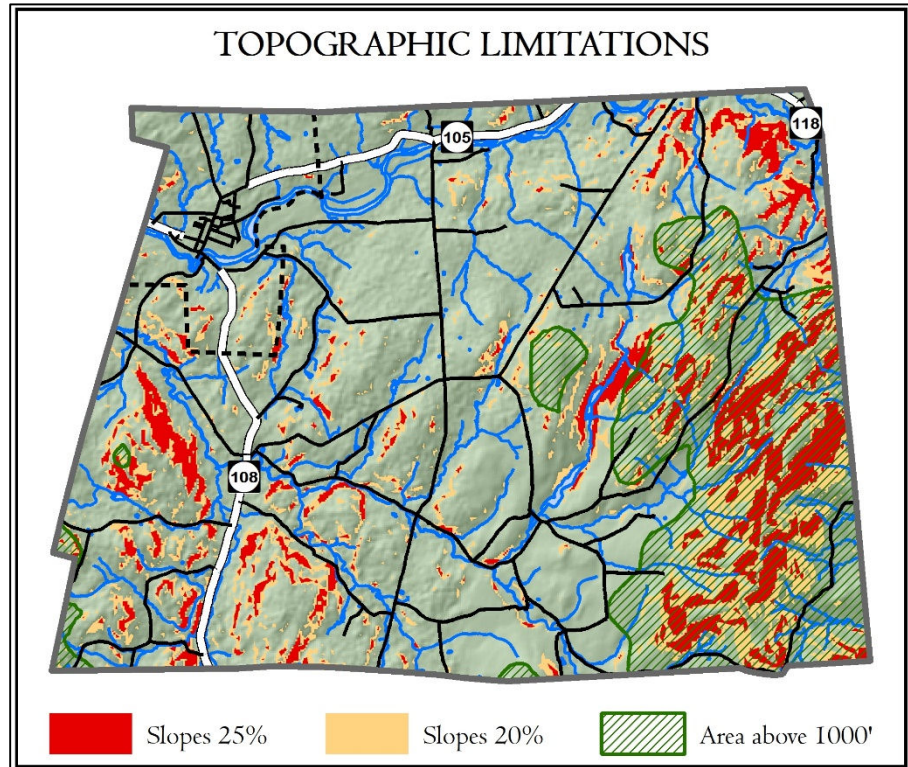 TOPOGRAPHIC LIMITATIONS
105
118
108
Slopes 25%
Slopes 20%
Area above 1000'